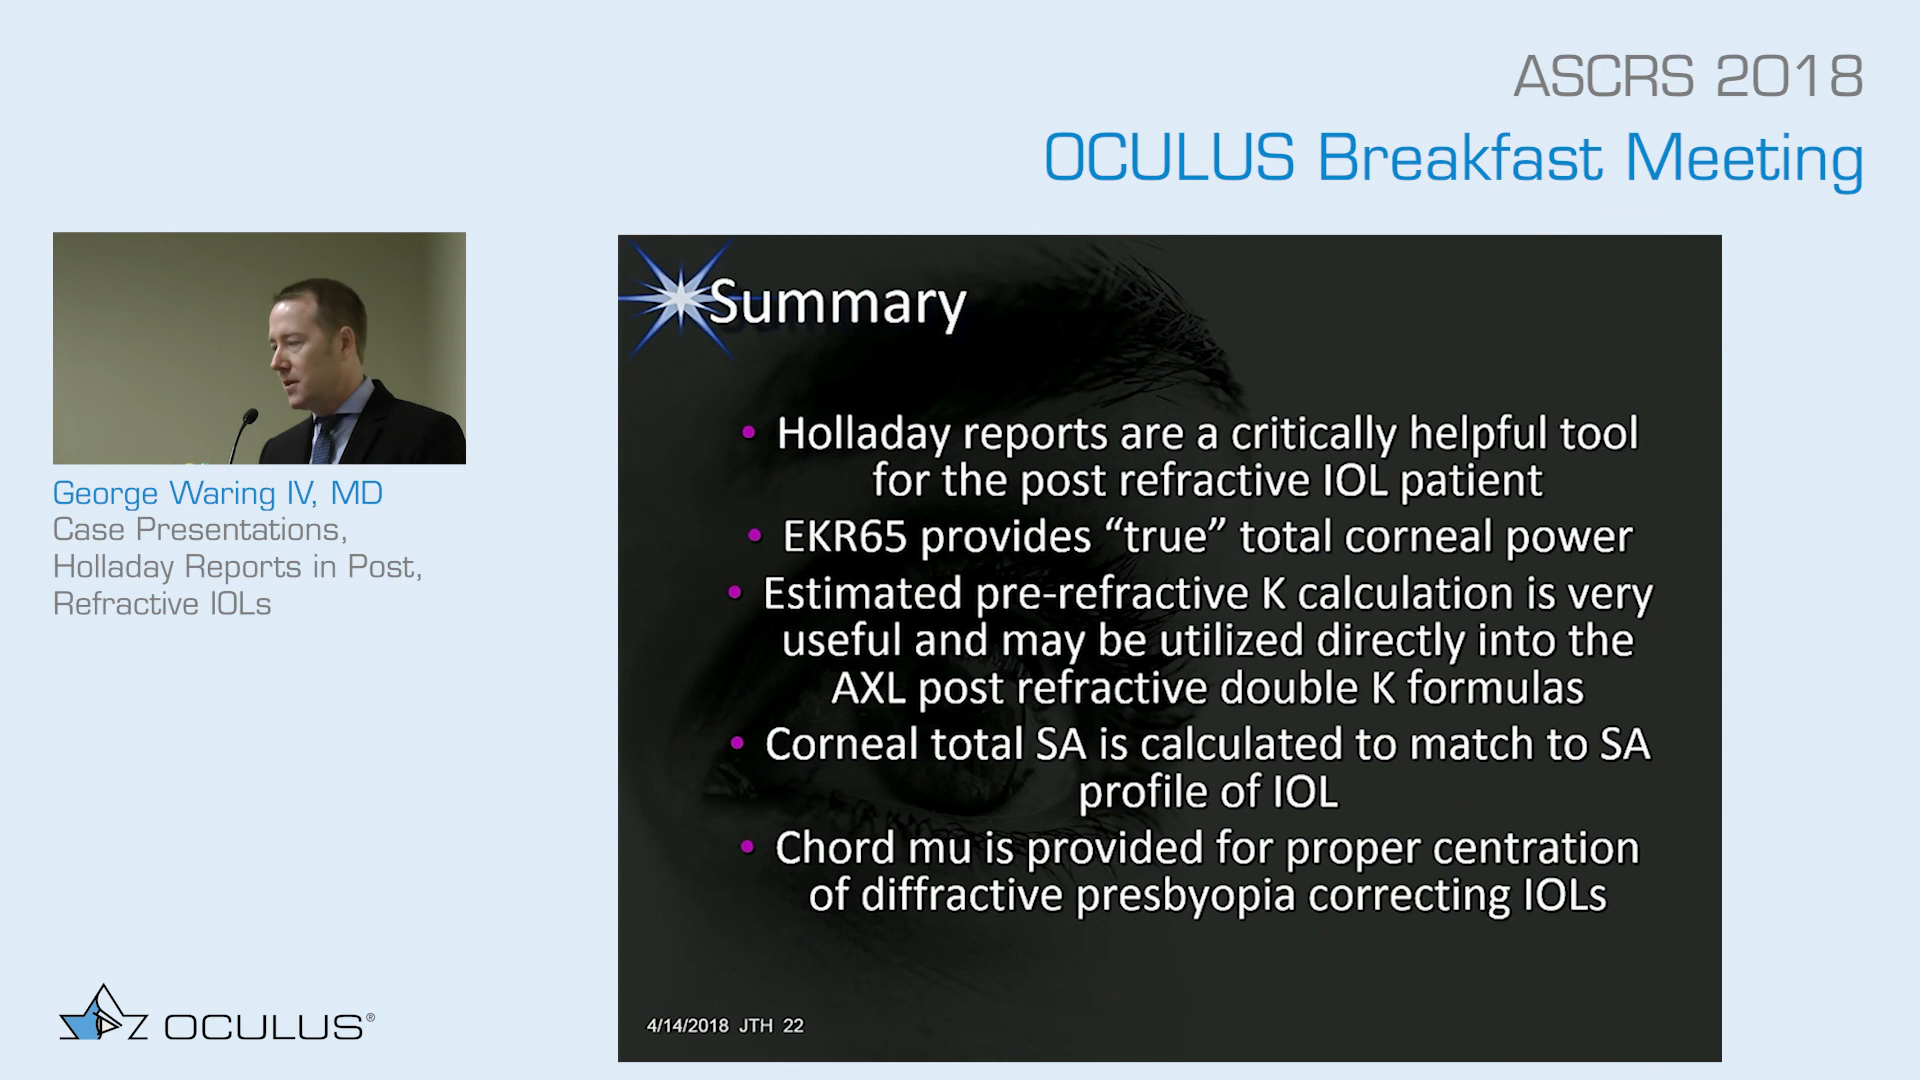 ASCRS 2018
OCULUS Breakfast Meeting
George Waring IV, MD
Case Presentations,
Holladay Reports in Post,
Refractive IOLs
Summary
• Holladay reports are a critically helpful tool
for the post refractive IOL patient
• EKR65 provides “true” total corneal power
• Estimated pre-refractive K calculation is very
useful and may be utilized directly into the
AXL post refractive double K formulas
• Corneal total SA is calculated to match to SA
profile of IOL
• Chord mu is provided for proper centration
of diffractive presbyopia correcting IOLs
4/14/2018 JTH 22
OCULUS®